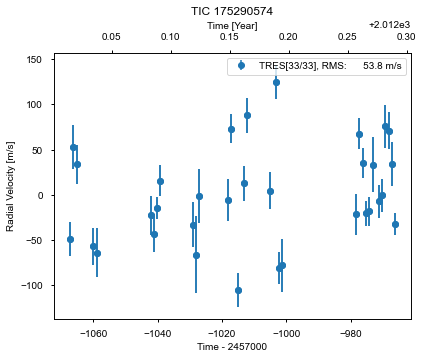 TIC 175290574
Time [Year]
+2.012e3
0.05 0.10 0.15 0.20 0.25 0.30
TRES[33/33], RMS: 53.8 m/s
150
100
50
0
−50
−100
Radial Velocity [m/s]
−1060 −1040 −1020 −1000 −980
Time - 2457000